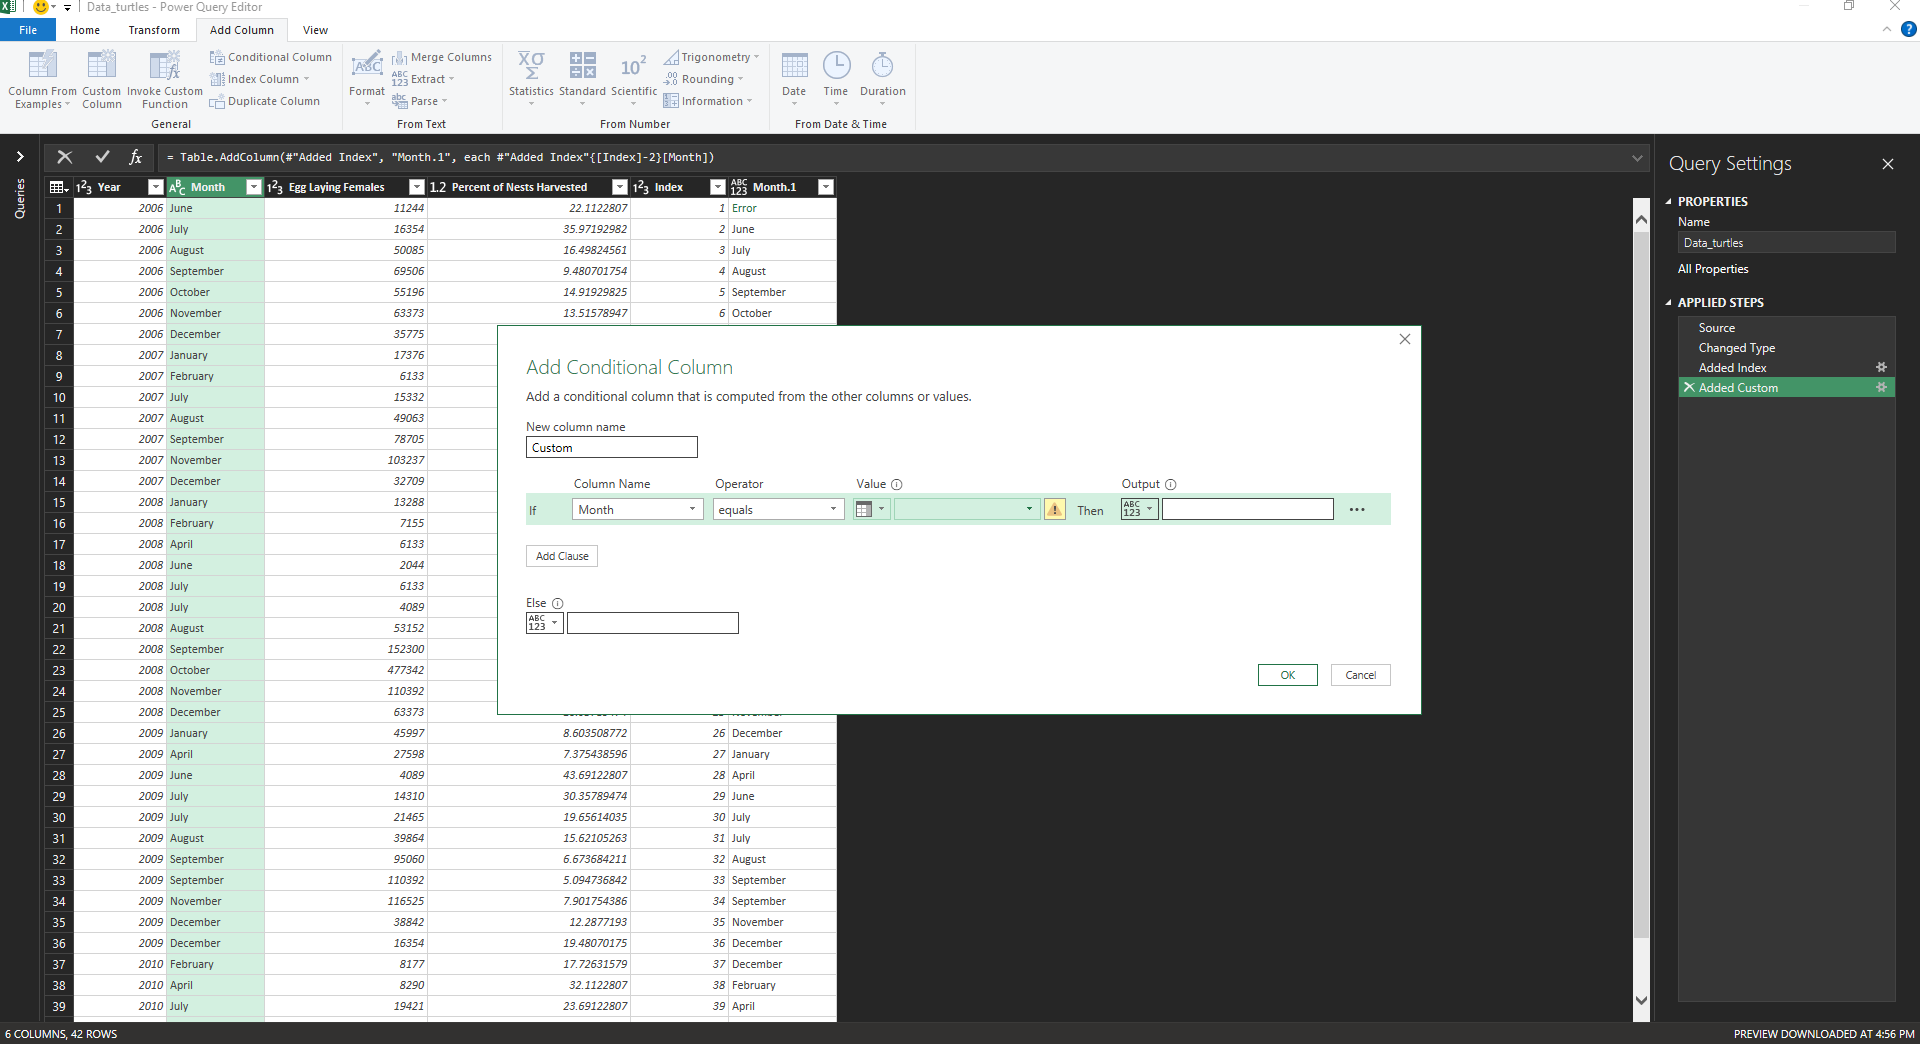 Data_turtles - Power Query Editor
File Home Transform Add Column View
Column From Examples
Custom Column
Invoke Custom Function
Conditional Column
Index Column
Duplicate Column
General
ABC
Format
Merge Columns
ABC 123 Extract
abc Parse
From Text
XΟ Σ
Statistics
Standard
10²
Scientific
Trigonometry
.00 Rounding
Information
From Number
Date
Time
Duration
From Date & Time
Queries
fx = Table.AddColumn(#"Added Index", "Month.1", each #"Added Index"{[Index]-2}[Month])
1²3 Year ABC Month 1²3 Egg Laying Females 1.2 Percent of Nests Harvested 1²3 Index ABC 123 Month.1
1 2006 June 11244 22.1122807 1 Error
2 2006 July 16354 35.97192982 2 June
3 2006 August 50085 16.49824561 3 July
4 2006 September 69506 9.480701754 4 August
5 2006 October 55196 14.91929825 5 September
6 2006 November 63373 13.51578947 6 October
7 2006 December 35775
8 2007 January 17376
9 2007 February 6133
10 2007 July 15332
11 2007 August 49063
12 2007 September 78705
13 2007 November 103237
14 2007 December 32709
15 2008 January 13288
16 2008 February 7155
17 2008 April 6133
18 2008 June 2044
19 2008 July 6133
20 2008 July 4089
21 2008 August 53152
22 2008 September 152300
23 2008 October 477342
24 2008 November 110392
25 2008 December 63373
26 2009 January 45997 8.603508772 26 December
27 2009 April 27598 7.375438596 27 January
28 2009 June 4089 43.69122807 28 April
29 2009 July 14310 30.35789474 29 June
30 2009 July 21465 19.65614035 30 July
31 2009 August 39864 15.62105263 31 July
32 2009 September 95060 6.673684211 32 August
33 2009 September 110392 5.094736842 33 September
34 2009 November 116525 7.901754386 34 September
35 2009 December 38842 12.2877193 35 November
36 2009 December 16354 19.48070175 36 December
37 2010 February 8177 17.72631579 37 December
38 2010 April 8290 32.1122807 38 February
39 2010 July 19421 23.69122807 39 April
Add Conditional Column
Add a conditional column that is computed from the other columns or values.
New column name
Custom
Column Name Operator Value Output
If Month equals Then ABC 123 ...
Add Clause
Else
ABC 123
OK Cancel
Query Settings
PROPERTIES
Name
Data_turtles
All Properties
APPLIED STEPS
Source
Changed Type
Added Index
Added Custom
6 COLUMNS, 42 ROWS
PREVIEW DOWNLOADED AT 4:56 PM